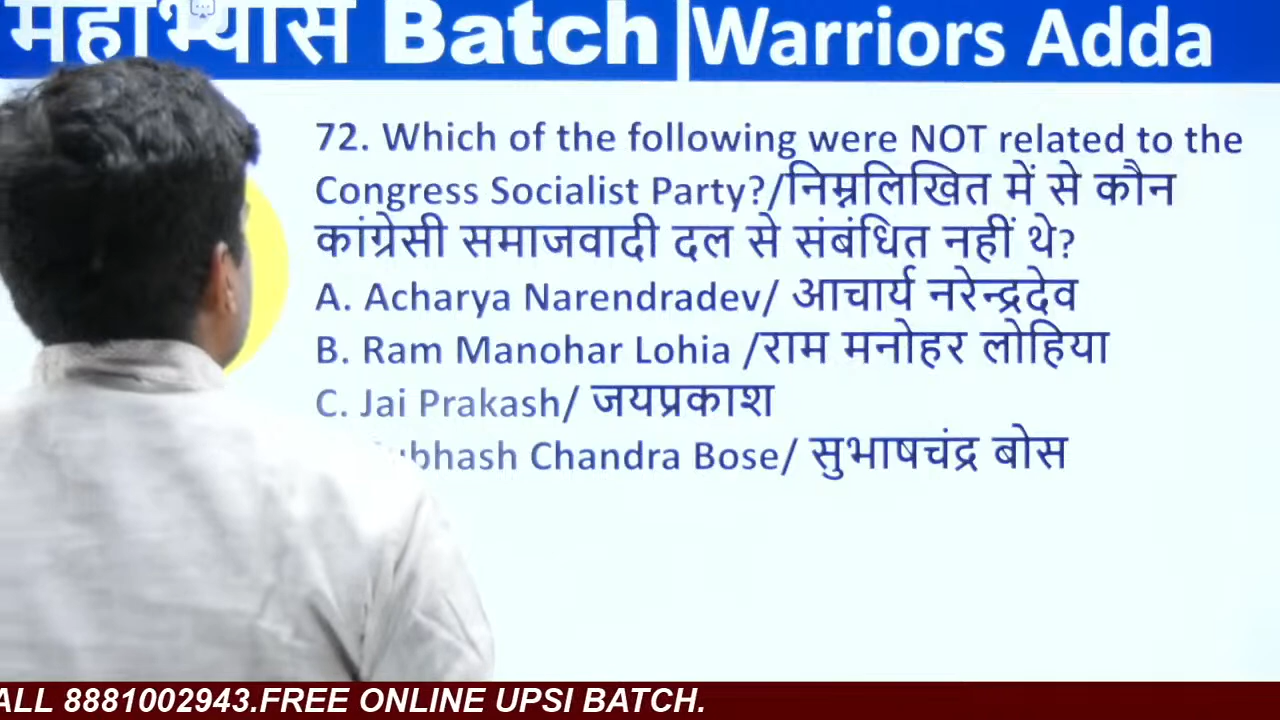 महाभ्यास Batch Warriors Adda
72. Which of the following were NOT related to the
Congress Socialist Party?/निम्नलिखित में से कौन
कांग्रेसी समाजवादी दल से संबंधित नहीं थे?
A. Acharya Narendradev/ आचार्य नरेन्द्रदेव
B. Ram Manohar Lohia /राम मनोहर लोहिया
C. Jai Prakash/ जयप्रकाश
Chandra Bose/ सुभाषचंद्र बोस
8881002943.FREE ONLINE UPSI BATCH.